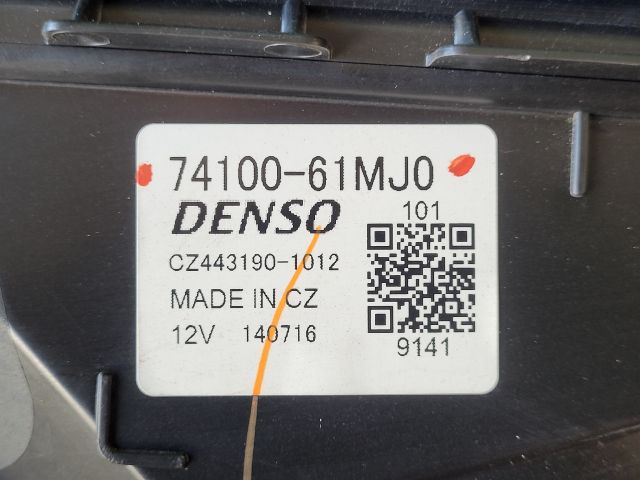 74100-61MJ0
DENSO
101
CZ443190-1012
MADE IN CZ
12V 140716
9141